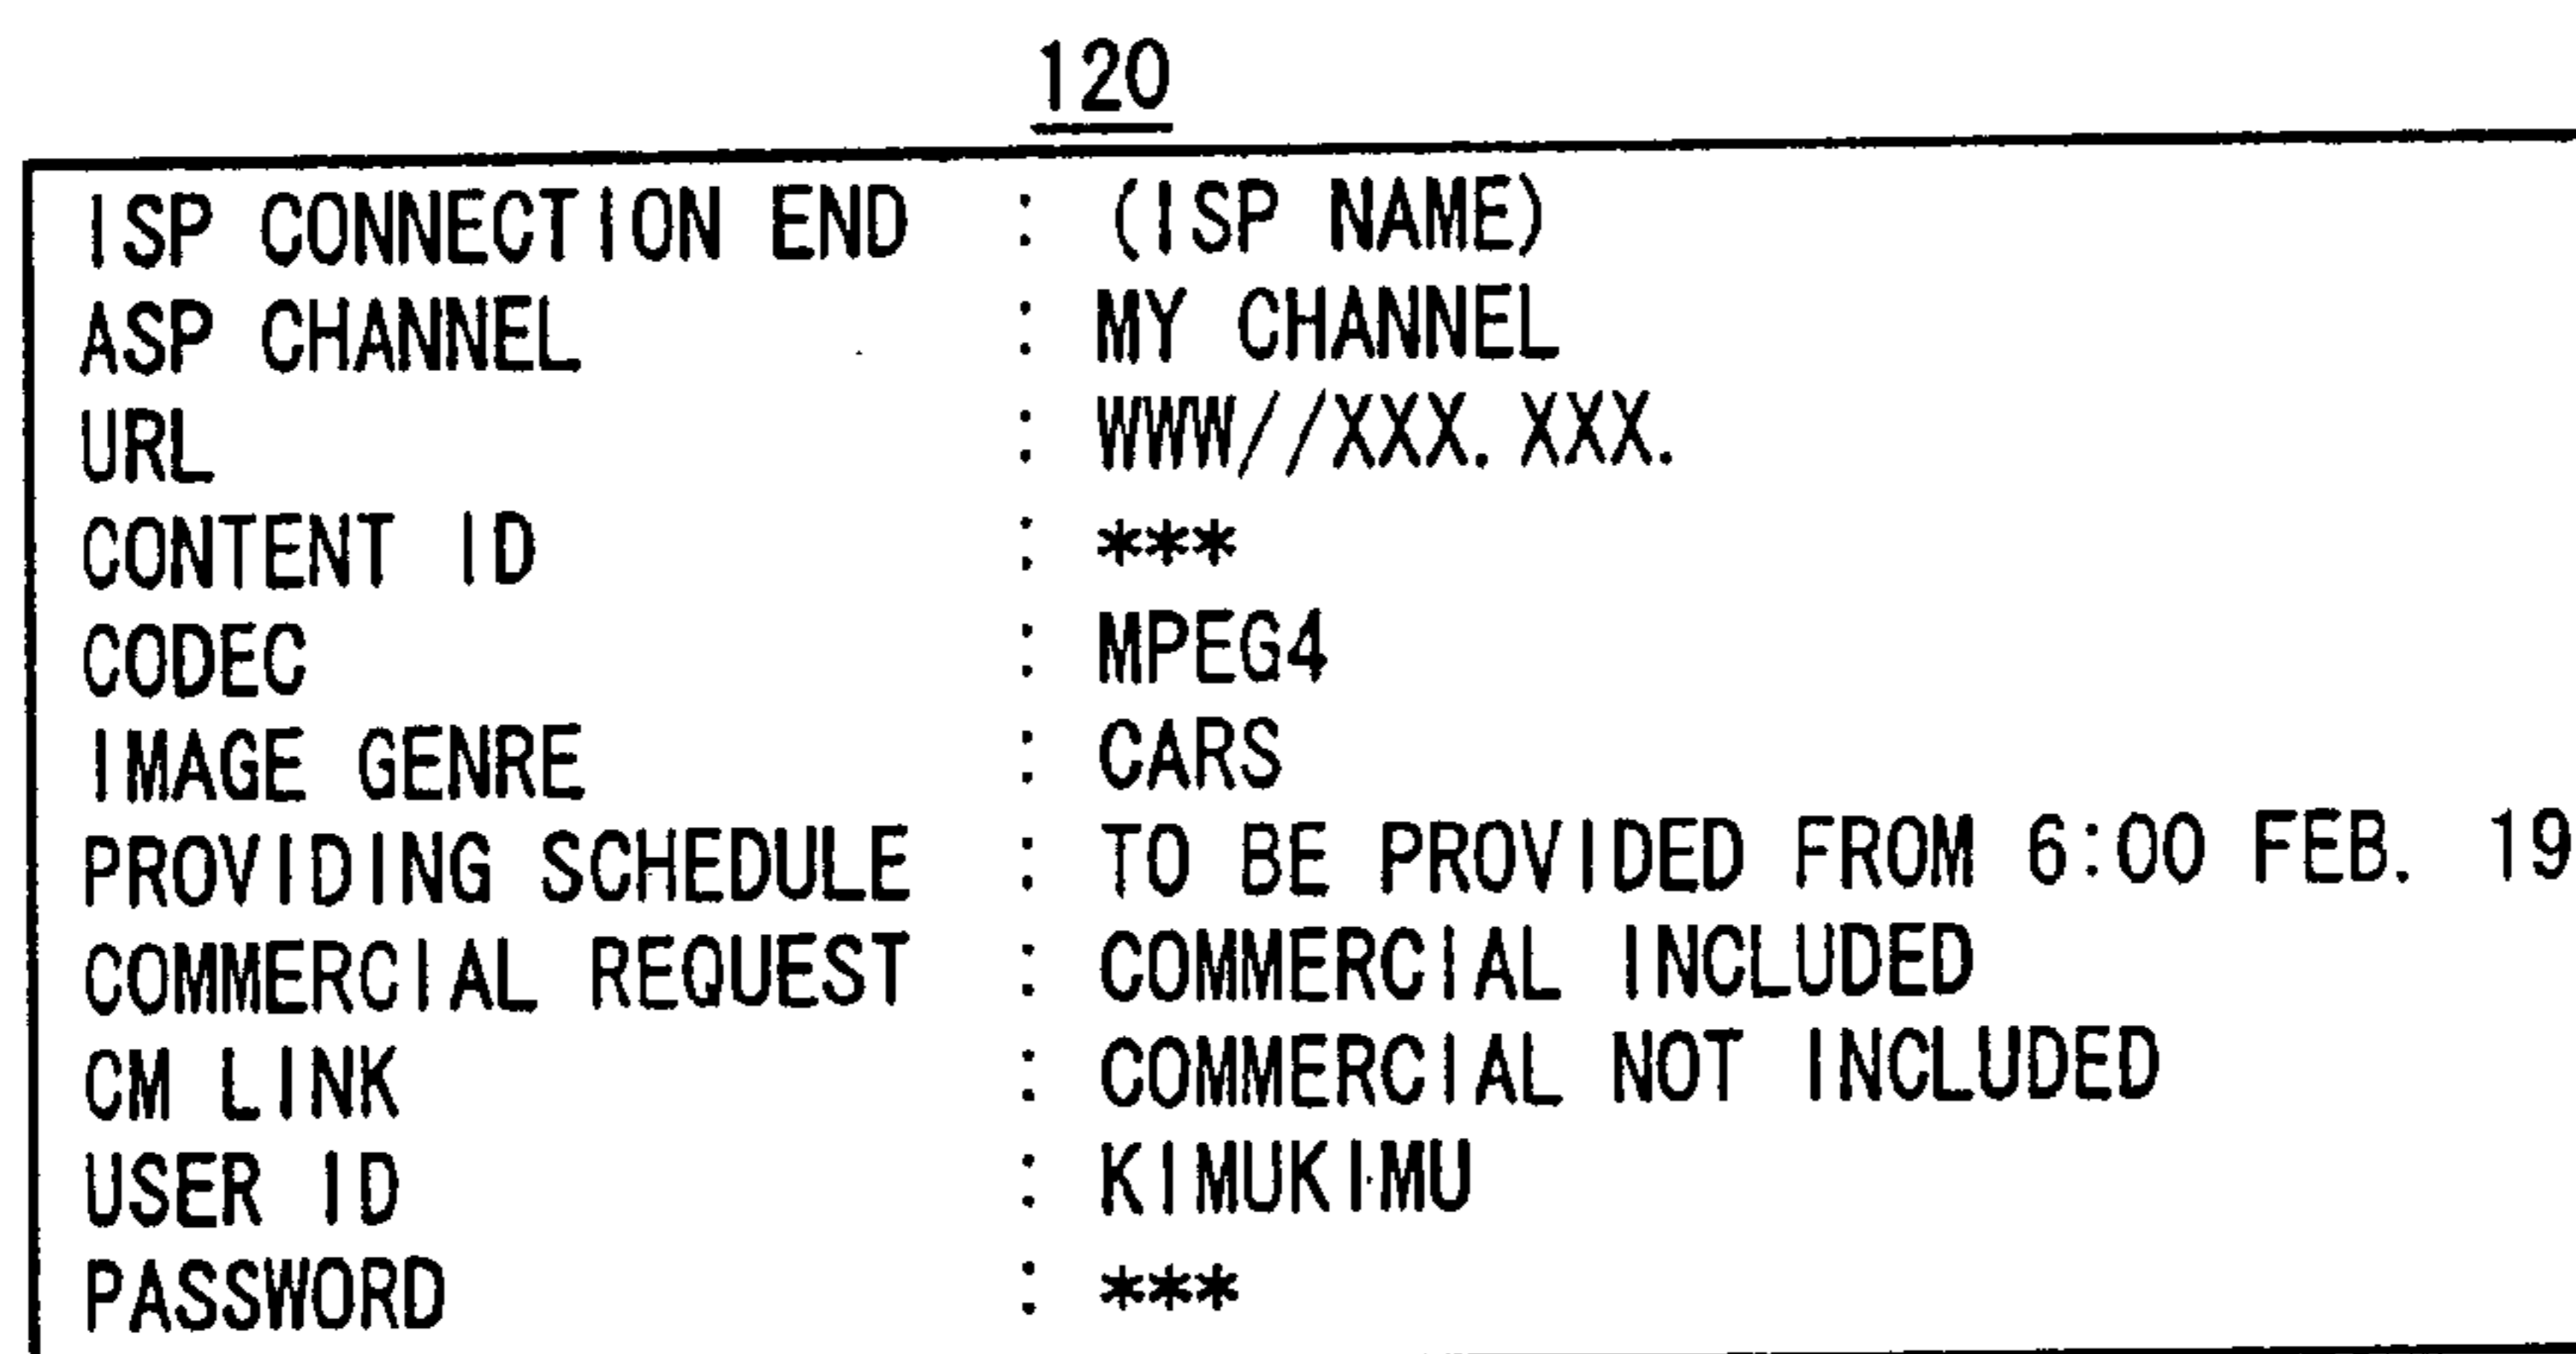 120
ISP CONNECTION END : (ISP NAME)
ASP CHANNEL : MY CHANNEL
URL : WWW//XXX.XXX.
CONTENT ID : ***
CODEC : MPEG4
IMAGE GENRE : CARS
PROVIDING SCHEDULE : TO BE PROVIDED FROM 6:00 FEB. 19
COMMERCIAL REQUEST : COMMERCIAL INCLUDED
CM LINK : COMMERCIAL NOT INCLUDED
USER ID : KIMUKIMU
PASSWORD : ***